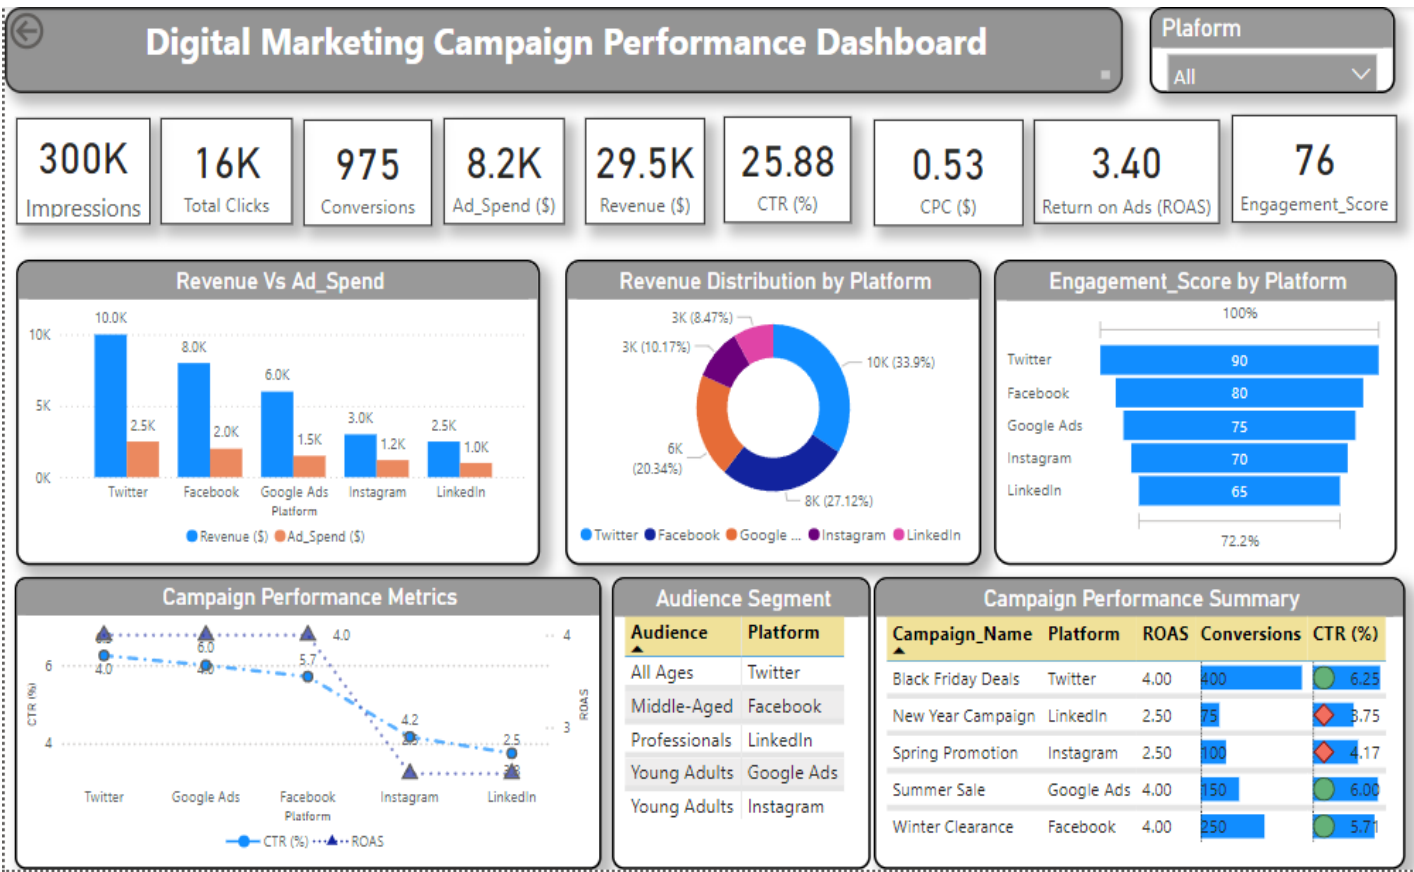 Digital Marketing Campaign Performance Dashboard
Plaform
All
300K
Impressions
16K
Total Clicks
975
Conversions
8.2K
Ad_Spend ($)
29.5K
Revenue ($)
25.88
CTR (%)
0.53
CPC ($)
3.40
Return on Ads (ROAS)
76
Engagement_Score
Revenue Vs Ad_Spend
10K
5K
0K
10.0K
2.5K
8.0K
2.0K
6.0K
1.5K
3.0K
1.2K
2.5K
1.0K
Twitter Facebook Google Ads Instagram LinkedIn
Platform
Revenue ($) Ad_Spend ($)
Revenue Distribution by Platform
3K (8.47%)
3K (10.17%)
10K (33.9%)
6K
(20.34%)
8K (27.12%)
Twitter Facebook Google ... Instagram LinkedIn
Engagement_Score by Platform
100%
Twitter 90
Facebook 80
Google Ads 75
Instagram 70
LinkedIn 65
72.2%
Campaign Performance Metrics
CTR (%)
6
4
4.0
6.0
5.7
4.0
4.2
2.5
4
3
ROAS
Twitter Google Ads Facebook Instagram LinkedIn
Platform
CTR (%) ROAS
Audience Segment
Audience Platform
All Ages Twitter
Middle-Aged Facebook
Professionals LinkedIn
Young Adults Google Ads
Young Adults Instagram
Campaign Performance Summary
Campaign_Name Platform ROAS Conversions CTR (%)
Black Friday Deals Twitter 4.00 400 6.25
New Year Campaign LinkedIn 2.50 75 3.75
Spring Promotion Instagram 2.50 100 4.17
Summer Sale Google Ads 4.00 150 6.00
Winter Clearance Facebook 4.00 250 5.71